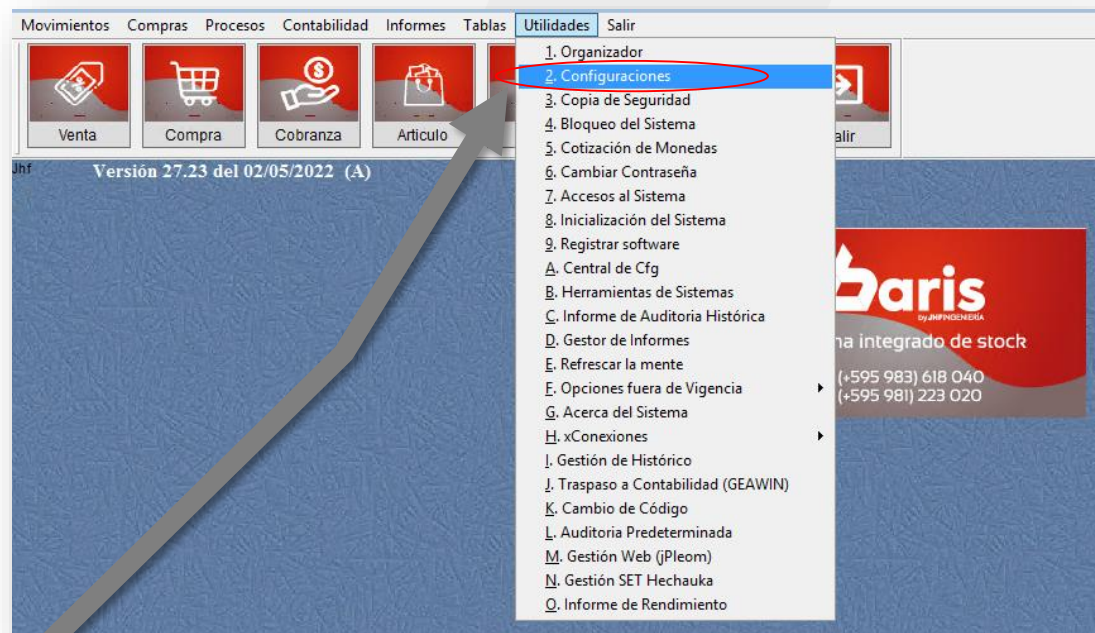 Movimientos Compras Procesos Contabilidad Informes Tablas Utilidades Salir
Venta Compra Cobranza Articulo
Jhf Versión 27.23 del 02/05/2022 (A)
1. Organizador
2. Configuraciones
3. Copia de Seguridad
4. Bloqueo del Sistema
5. Cotización de Monedas
6. Cambiar Contraseña
7. Accesos al Sistema
8. Inicialización del Sistema
9. Registrar software
A. Central de Cfg
B. Herramientas de Sistemas
C. Informe de Auditoria Histórica
D. Gestor de Informes
E. Refrescar la mente
F. Opciones fuera de Vigencia
G. Acerca del Sistema
H. xConexiones
I. Gestión de Histórico
J. Traspaso a Contabilidad (GEAWIN)
K. Cambio de Código
L. Auditoria Predeterminada
M. Gestión Web (jPleom)
N. Gestión SET Hechauka
O. Informe de Rendimiento
alir
baris
by JHF INGENIERÍA
na integrado de stock
(+595 983) 618 040
(+595 981) 223 020